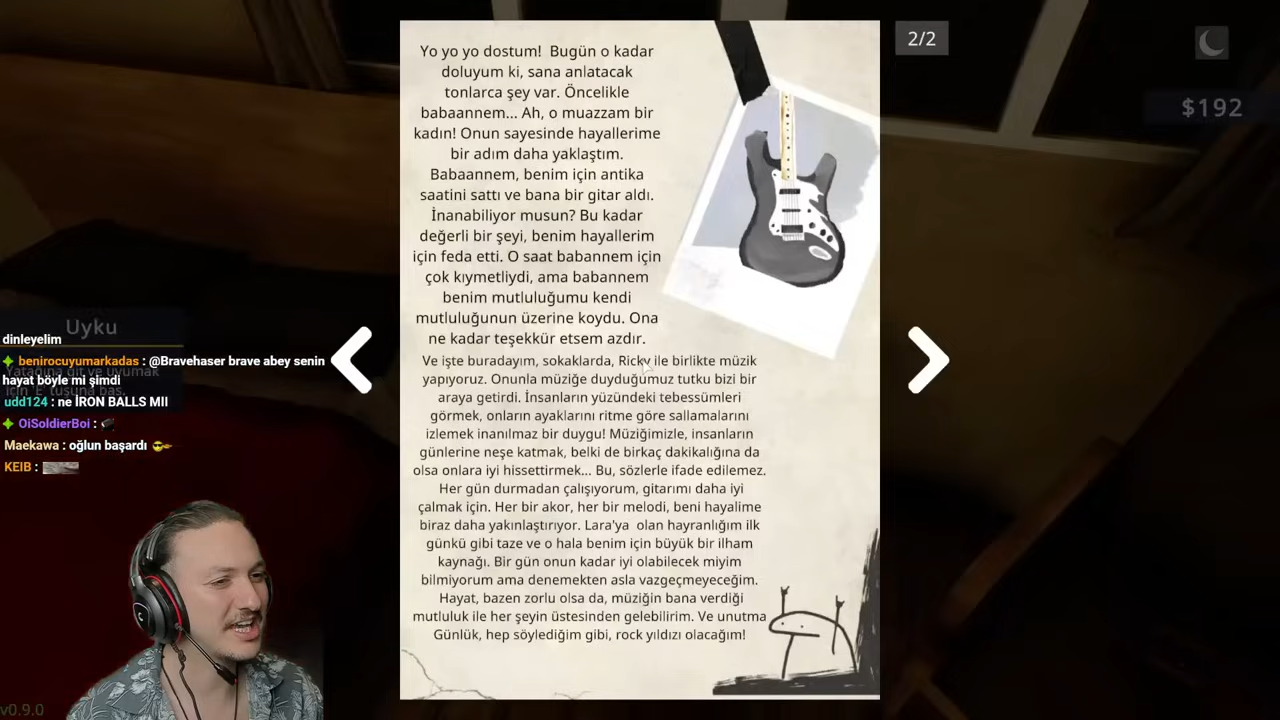 2/2
$192
Yo yo yo dostum! Bugün o kadar
doluyum ki, sana anlatacak
tonlarca şey var. Öncelikle
babaannem... Ah, o muazzam bir
kadın! Onun sayesinde hayallerime
bir adım daha yaklaştım.
Babaannem, benim için antika
saatini sattı ve bana bir gitar aldı.
İnanabiliyor musun? Bu kadar
değerli bir şeyi, benim hayallerim
için feda etti. O saat babannem için
çok kıymetliydi, ama babannem
benim mutluluğumu kendi
mutluluğunun üzerine koydu. Ona
ne kadar teşekkür etsem azdır.
Ve işte buradayım, sokaklarda, Ricky ile birlikte müzik
yapıyoruz. Onunla müziğe duyduğumuz tutku bizi bir
araya getirdi. İnsanların yüzündeki tebessümleri
görmek, onların ayaklarını ritme göre sallamalarını
izlemek inanılmaz bir duygu! Müziğimizle, insanların
günlerine neşe katmak, belki de birkaç dakikalığına da
olsa onlara iyi hissettirmek... Bu, sözlerle ifade edilemez.
Her gün durmadan çalışıyorum, gitarımı daha iyi
çalmak için. Her bir akor, her bir melodi, beni hayalime
biraz daha yakınlaştırıyor. Lara'ya olan hayranlığım ilk
günkü gibi taze ve o hala benim için büyük bir ilham
kaynağı. Bir gün onun kadar iyi olabilecek miyim
bilmiyorum ama denemekten asla vazgeçmeyeceğim.
Hayat, bazen zorlu olsa da, müziğin bana verdiği
mutluluk ile her şeyin üstesinden gelebilirim. Ve unutma
Günlük, hep söylediğim gibi, rock yıldızı olacağım!
Uyku
Yatağına git ve uyumak
için 'E' tuşuna bas.
dinleyelim
benirocuyumarkadas : @Bravehaser brave abey senin
hayat böyle mi şimdi
udd124 : ne IRON BALLS MII
OiSoldierBoi :
Maekawa : oğlun başardı
KEIB :
v0.9.0